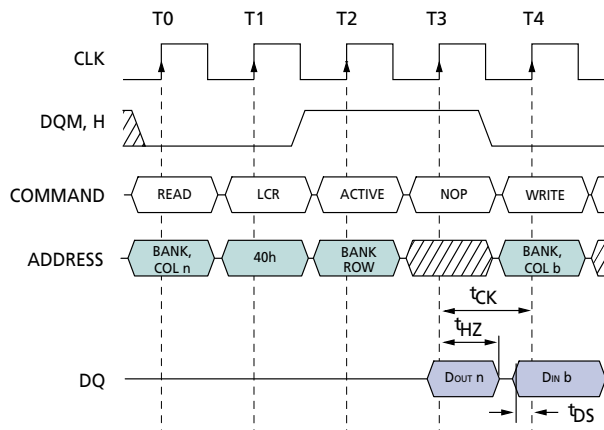 T0 T1 T2 T3 T4
CLK
DQM, H
COMMAND READ LCR ACTIVE NOP WRITE
ADDRESS BANK, COL n 40h BANK ROW BANK, COL b
tCK
tHZ
DQ DOUT n DIN b
tDS